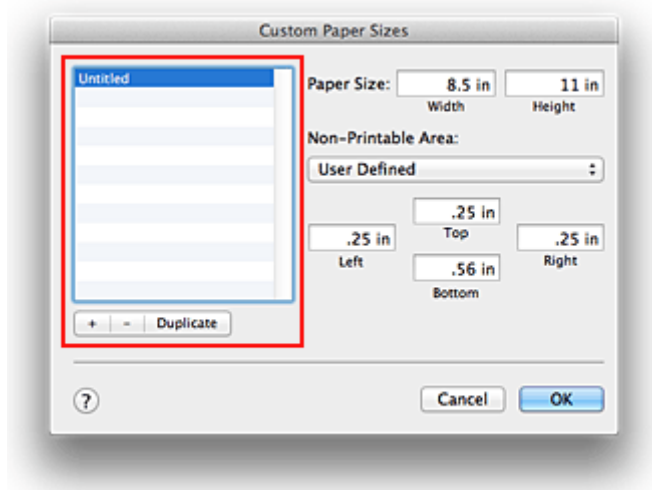 Custom Paper Sizes
Untitled
+ - Duplicate
Paper Size: 8.5 in 11 in
Width Height
Non-Printable Area:
User Defined
.25 in
Top
.25 in .25 in
Left Right
.56 in
Bottom
? Cancel OK